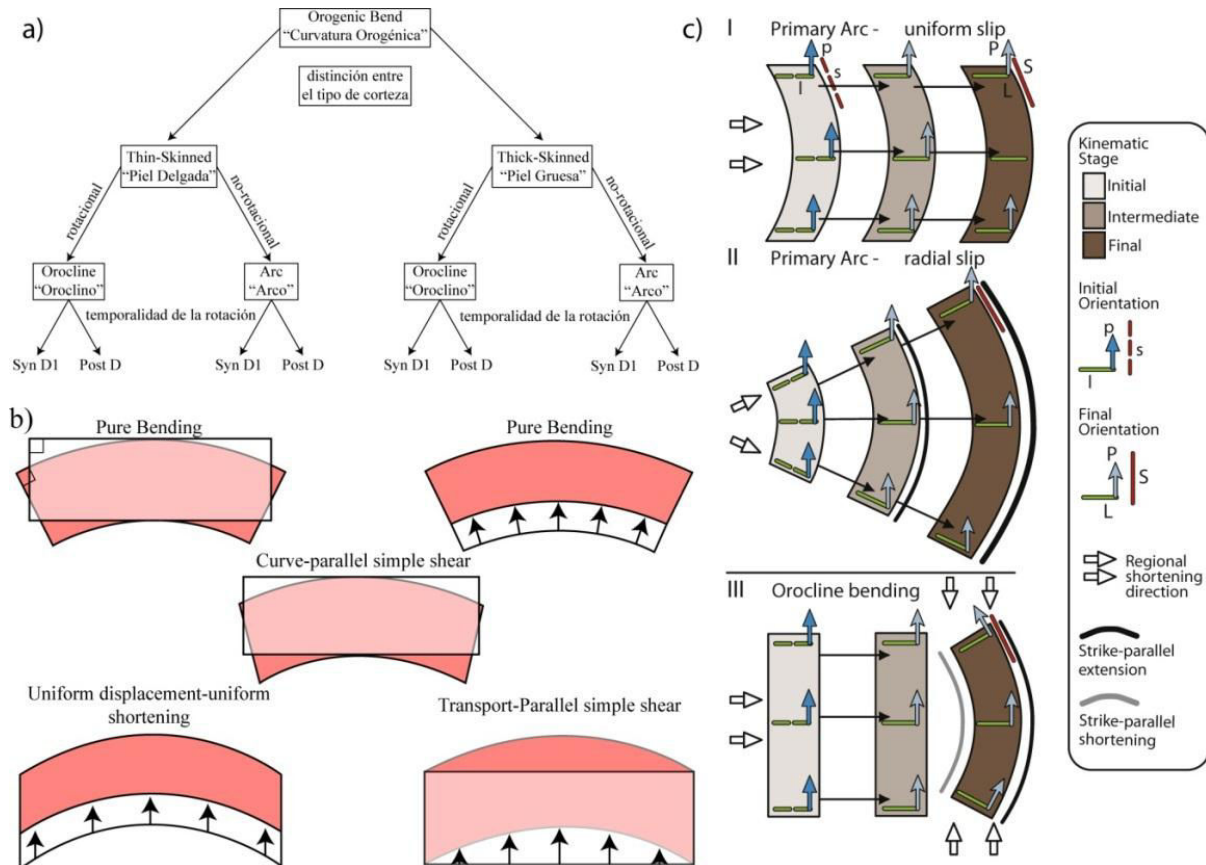 a)
Orogenic Bend
“Curvatura Orogénica”
distinción entre
el tipo de corteza
Thin-Skinned
“Piel Delgada”
Thick-Skinned
“Piel Gruesa”
rotacional
no-rotacional
rotacional
no-rotacional
Orocline
“Oroclino”
Arc
“Arco”
Orocline
“Oroclino”
Arc
“Arco”
temporalidad de la rotación
temporalidad de la rotación
Syn D1
Post D
Syn D1
Post D
Syn D1
Post D
Syn D1
Post D
b)
Pure Bending
Pure Bending
Curve-parallel simple shear
Uniform displacement-uniform
shortening
Transport-Parallel simple shear
c)
I Primary Arc - uniform slip
p
s
l
P
S
L
II Primary Arc - radial slip
III Orocline bending
Kinematic
Stage
Initial
Intermediate
Final
Initial
Orientation
p
s
l
Final
Orientation
P
S
L
Regional
shortening
direction
Strike-parallel
extension
Strike-parallel
shortening